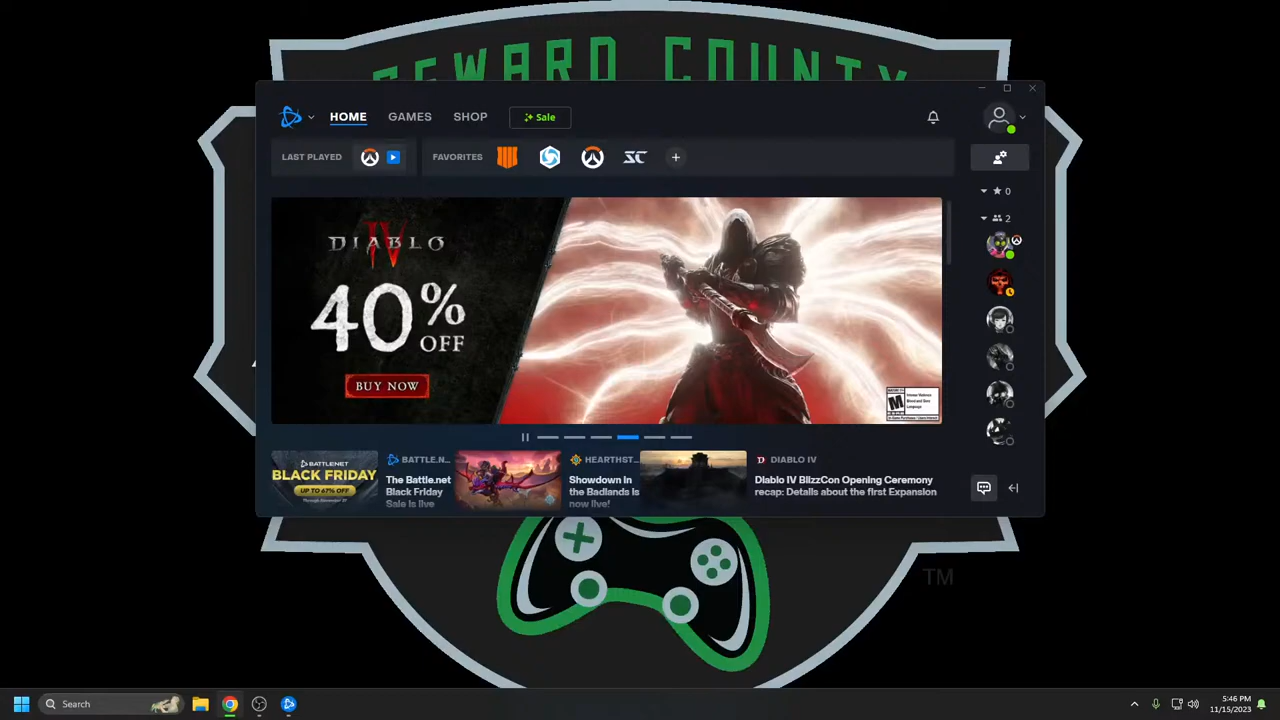 SEWARD COUNTY
HOME GAMES SHOP Sale
LAST PLAYED FAVORITES
0
2
DIABLO
IV
40%
OFF
BUY NOW
M
BATTLENET
BLACK FRIDAY
UP TO 67% OFF
BATTLE.N...
The Battle.net
Black Friday
Sale is live
HEARTHST...
Showdown in
the Badlands is
now live!
DIABLO IV
Diablo IV BlizzCon Opening Ceremony
recap: Details about the first Expansion
TM
Search
5:46 PM
11/15/2023